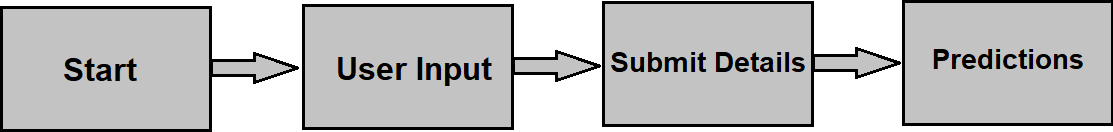 Start
User Input
Submit Details
Predictions